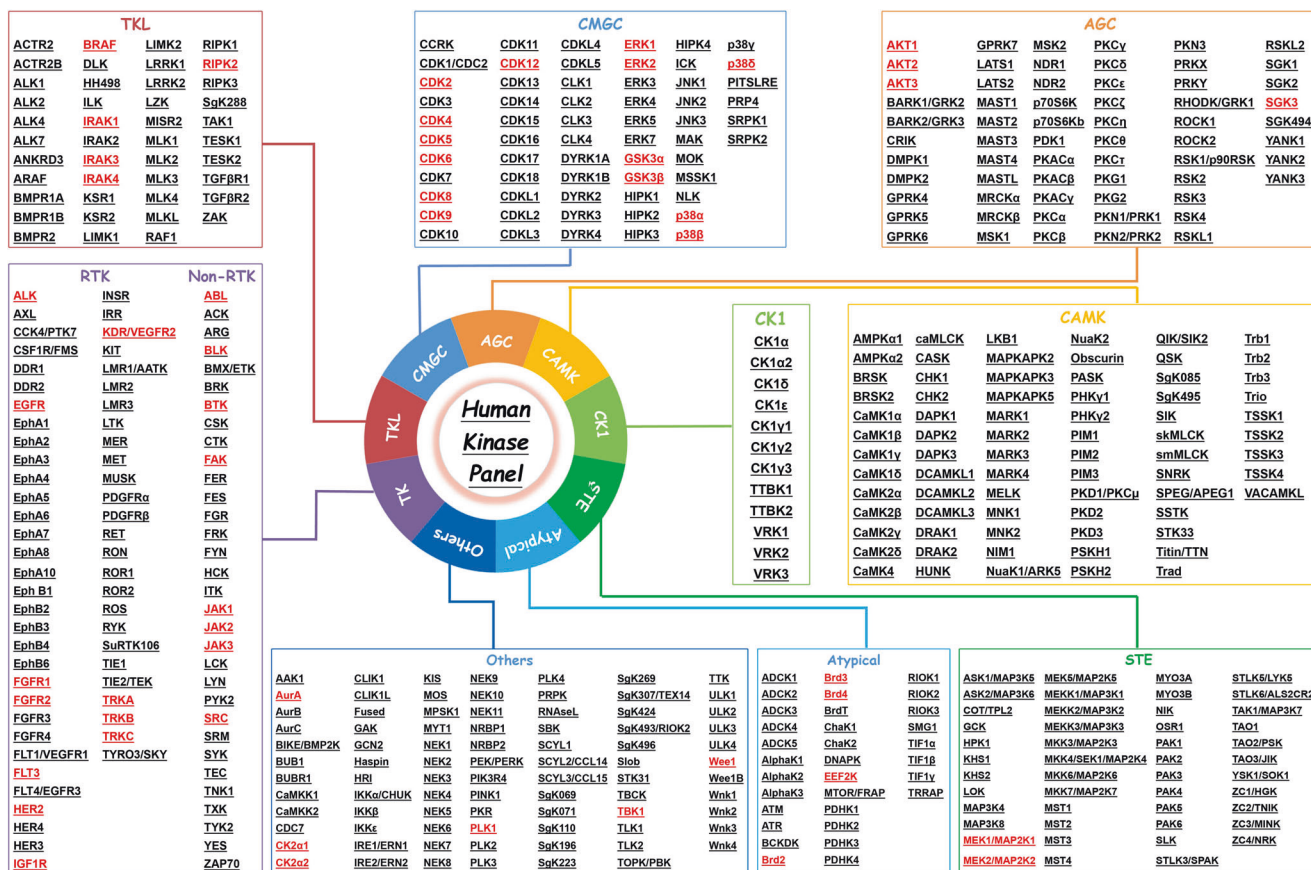 TKL
ACTR2 BRAF LIMK2 RIPK1
ACTR2B DLK LRRK1 RIPK2
ALK1 HH498 LRRK2 RIPK3
ALK2 ILK LZK SgK288
ALK4 IRAK1 MISR2 TAK1
ALK7 IRAK2 MLK1 TESK1
ANKRD3 IRAK3 MLK2 TESK2
ARAF IRAK4 MLK3 TGFβR1
BMPR1A KSR1 MLK4 TGFβR2
BMPR1B KSR2 MLKL ZAK
BMPR2 LIMK1 RAF1
CMGC
CCRK CDK11 CDKL4 ERK1 HIPK4 p38γ
CDK1/CDC2 CDK12 CDKL5 ERK2 ICK p38δ
CDK2 CDK13 CLK1 ERK3 JNK1 PITSLRE
CDK3 CDK14 CLK2 ERK4 JNK2 PRP4
CDK4 CDK15 CLK3 ERK5 JNK3 SRPK1
CDK5 CDK16 CLK4 ERK7 MAK SRPK2
CDK6 CDK17 DYRK1A GSK3α MOK
CDK7 CDK18 DYRK1B GSK3β MSSK1
CDK8 CDKL1 DYRK2 HIPK1 NLK
CDK9 CDKL2 DYRK3 HIPK2 p38α
CDK10 CDKL3 DYRK4 HIPK3 p38β
AGC
AKT1 GPRK7 MSK2 PKCγ PKN3 RSKL2
AKT2 LATS1 NDR1 PKCδ PRKX SGK1
AKT3 LATS2 NDR2 PKCε PRKY SGK2
BARK1/GRK2 MAST1 p70S6K PKCζ RHODK/GRK1 SGK3
BARK2/GRK3 MAST2 p70S6Kb PKCη ROCK1 SGK494
CRIK MAST3 PDK1 PKCθ ROCK2 YANK1
DMPK1 MAST4 PKACα PKCτ RSK1/p90RSK YANK2
DMPK2 MASTL PKACβ PKG1 RSK2 YANK3
GPRK4 MRCKα PKACγ PKG2 RSK3
GPRK5 MRCKβ PKCα PKN1/PRK1 RSK4
GPRK6 MSK1 PKCβ PKN2/PRK2 RSKL1
RTK Non-RTK
ALK INSR ABL
AXL IRR ACK
CCK4/PTK7 KDR/VEGFR2 ARG
CSF1R/FMS KIT BLK
DDR1 LMR1/AATK BMX/ETK
DDR2 LMR2 BRK
EGFR LMR3 BTK
EphA1 LTK CSK
EphA2 MER CTK
EphA3 MET FAK
EphA4 MUSK FER
EphA5 PDGFRα FES
EphA6 PDGFRβ FGR
EphA7 RET FRK
EphA8 RON FYN
EphA10 ROR1 HCK
Eph B1 ROR2 ITK
EphB2 ROS JAK1
EphB3 RYK JAK2
EphB4 SuRTK106 JAK3
EphB6 TIE1 LCK
FGFR1 TIE2/TEK LYN
FGFR2 TRKA PYK2
FGFR3 TRKB SRC
FGFR4 TRKC SRM
FLT1/VEGFR1 TYRO3/SKY SYK
FLT3 TEC
FLT4/EGFR3 TNK1
HER2 TXK
HER4 TYK2
HER3 YES
IGF1R ZAP70
CMGC
AGC
CAMK
CK1
STE
Atypical
Others
TK
TKL
Human
Kinase
Panel
CK1
CK1α
CK1α2
CK1δ
CK1ε
CK1γ1
CK1γ2
CK1γ3
TTBK1
TTBK2
VRK1
VRK2
VRK3
CAMK
AMPKα1 caMLCK LKB1 NuaK2 QIK/SIK2 Trb1
AMPKα2 CASK MAPKAPK2 Obscurin QSK Trb2
BRSK CHK1 MAPKAPK3 PASK SgK085 Trb3
BRSK2 CHK2 MAPKAPK5 PHKγ1 SgK495 Trio
CaMK1α DAPK1 MARK1 PHKγ2 SIK TSSK1
CaMK1β DAPK2 MARK2 PIM1 skMLCK TSSK2
CaMK1γ DAPK3 MARK3 PIM2 smMLCK TSSK3
CaMK1δ DCAMKL1 MARK4 PIM3 SNRK TSSK4
CaMK2α DCAMKL2 MELK PKD1/PKCμ SPEG/APEG1 VACAMKL
CaMK2β DCAMKL3 MNK1 PKD2 SSTK
CaMK2γ DRAK1 MNK2 PKD3 STK33
CaMK2δ DRAK2 NIM1 PSKH1 Titin/TTN
CaMK4 HUNK NuaK1/ARK5 PSKH2 Trad
Others
AAK1 CLIK1 KIS NEK9 PLK4 SgK269 TTK
AurA CLIK1L MOS NEK10 PRPK SgK307/TEX14 ULK1
AurB Fused MPSK1 NEK11 RNAseL SgK424 ULK2
AurC GAK MYT1 NRBP1 SBK SgK493/RIOK2 ULK3
BIKE/BMP2K GCN2 NEK1 NRBP2 SCYL1 SgK496 ULK4
BUB1 Haspin NEK2 PEK/PERK SCYL2/CCL14 Slob Wee1
BUBR1 HRI NEK3 PIK3R4 SCYL3/CCL15 STK31 Wee1B
CaMKK1 IKKα/CHUK NEK4 PINK1 SgK069 TBCK Wnk1
CaMKK2 IKKβ NEK5 PKR SgK071 TBK1 Wnk2
CDC7 IKKε NEK6 PLK1 SgK110 TLK1 Wnk3
CK2α1 IRE1/ERN1 NEK7 PLK2 SgK196 TLK2 Wnk4
CK2α2 IRE2/ERN2 NEK8 PLK3 SgK223 TOPK/PBK
Atypical
ADCK1 Brd3 RIOK1
ADCK2 Brd4 RIOK2
ADCK3 BrdT RIOK3
ADCK4 ChaK1 SMG1
ADCK5 ChaK2 TIF1α
AlphaK1 DNAPK TIF1β
AlphaK2 EEF2K TIF1γ
AlphaK3 MTOR/FRAP TRRAP
ATM PDHK1
ATR PDHK2
BCKDK PDHK3
Brd2 PDHK4
STE
ASK1/MAP3K5 MEK5/MAP2K5 MYO3A STLK5/LYK5
ASK2/MAP3K6 MEKK1/MAP3K1 MYO3B STLK6/ALS2CR2
COT/TPL2 MEKK2/MAP3K2 NIK TAK1/MAP3K7
GCK MEKK3/MAP3K3 OSR1 TAO1
HPK1 MKK3/MAP2K3 PAK1 TAO2/PSK
KHS1 MKK4/SEK1/MAP2K4 PAK2 TAO3/JIK
KHS2 MKK6/MAP2K6 PAK3 YSK1/SOK1
LOK MKK7/MAP2K7 PAK4 ZC1/HGK
MAP3K4 MST1 PAK5 ZC2/TNIK
MAP3K8 MST2 PAK6 ZC3/MINK
MEK1/MAP2K1 MST3 SLK ZC4/NRK
MEK2/MAP2K2 MST4 STLK3/SPAK